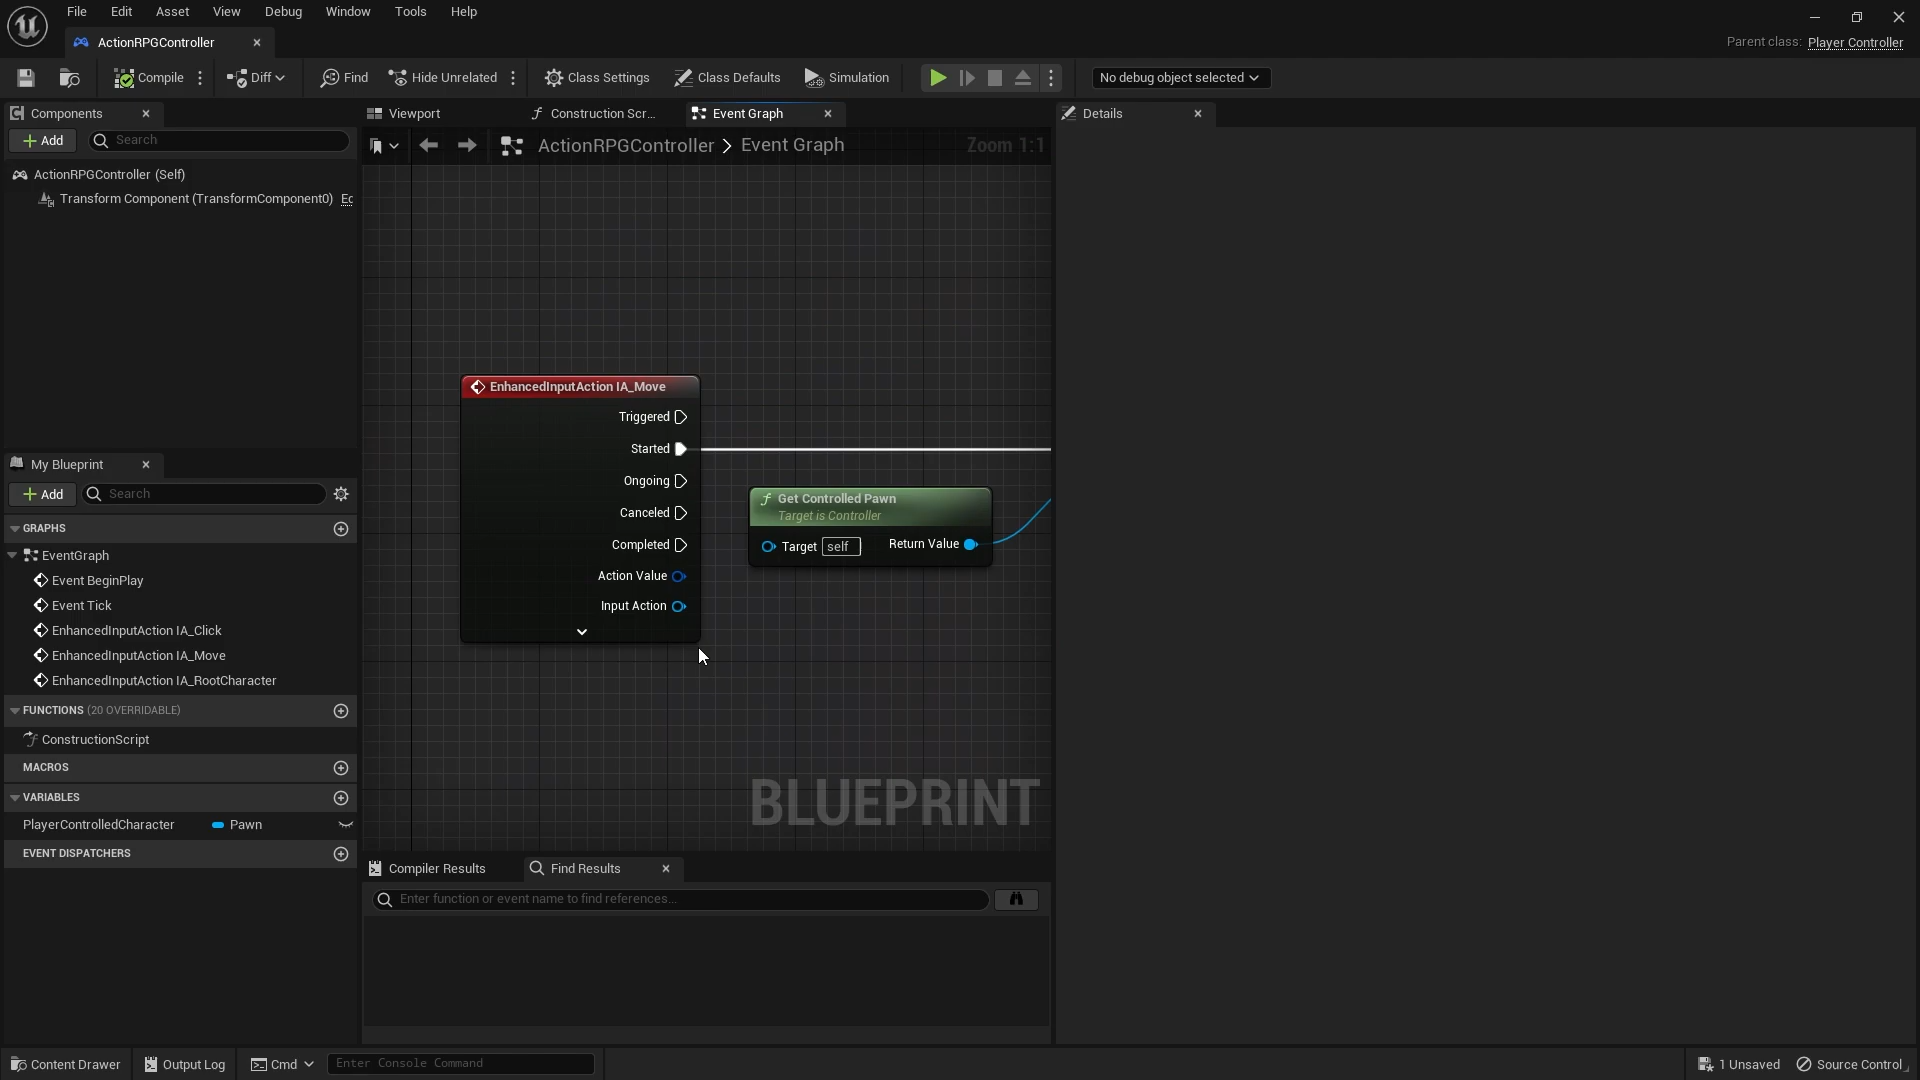 File Edit Asset View Debug Window Tools Help
ActionRPGController
Parent class: Player Controller
Compile Diff Find Hide Unrelated Class Settings Class Defaults Simulation No debug object selected
Components
Add Search
ActionRPGController (Self)
Transform Component (TransformComponent0) Ec
My Blueprint
Add Search
GRAPHS
EventGraph
Event BeginPlay
Event Tick
EnhancedInputAction IA_Click
EnhancedInputAction IA_Move
EnhancedInputAction IA_RootCharacter
FUNCTIONS (20 OVERRIDABLE)
ConstructionScript
MACROS
VARIABLES
PlayerControlledCharacter Pawn
EVENT DISPATCHERS
Viewport Construction Scr... Event Graph
ActionRPGController > Event Graph Zoom 1:1
EnhancedInputAction IA_Move
Triggered
Started
Ongoing
Canceled
Completed
Action Value
Input Action
Get Controlled Pawn
Target is Controller
Target self Return Value
BLUEPRINT
Compiler Results Find Results
Enter function or event name to find references...
Details
Content Drawer Output Log Cmd Enter Console Command 1 Unsaved Source Control